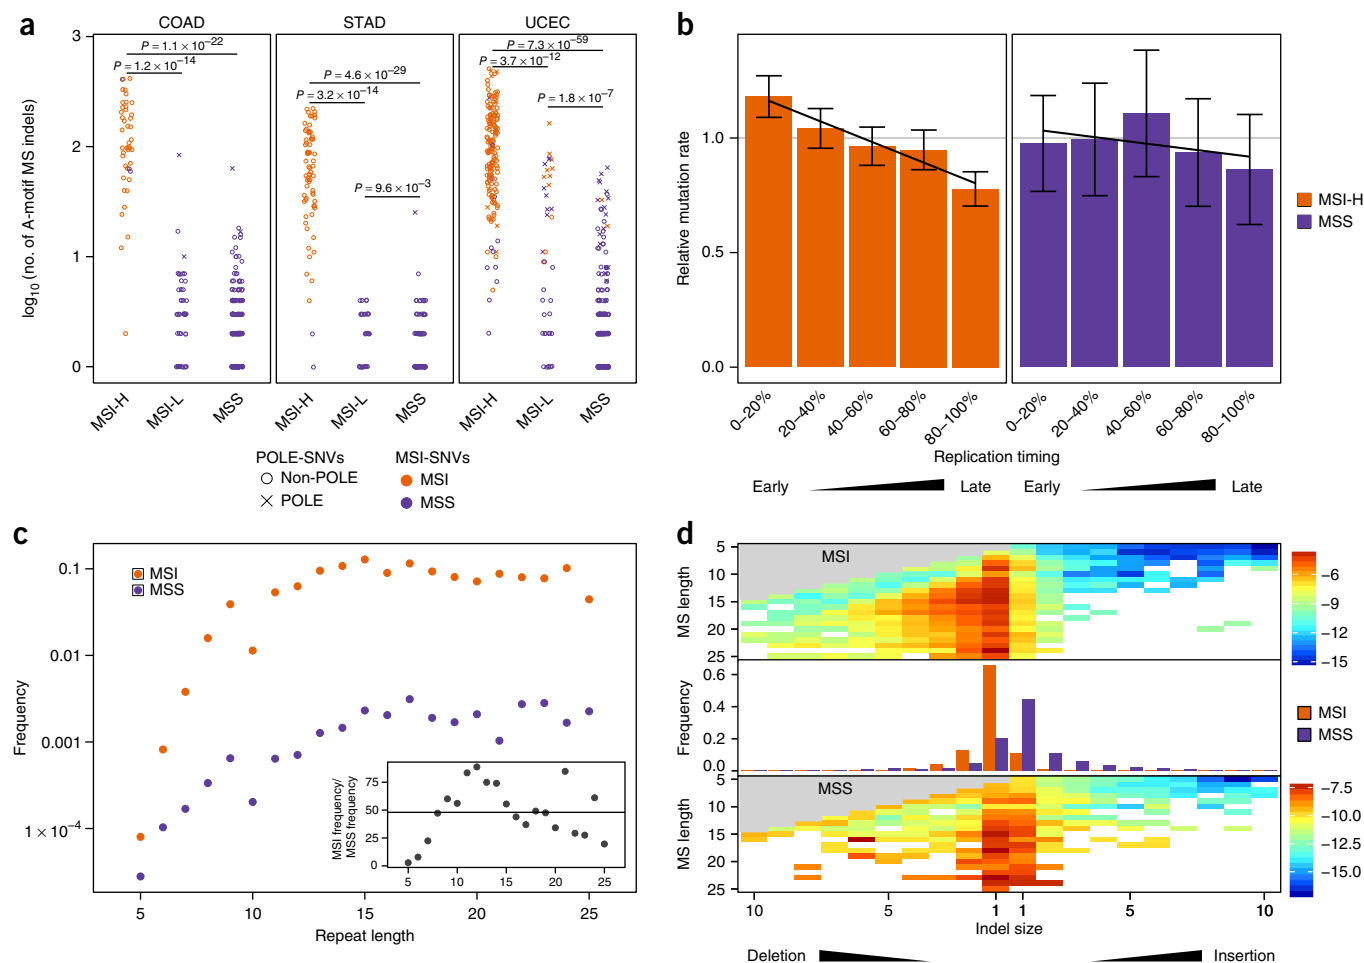 a
COAD STAD UCEC
log10 (no. of A-motif MS indels)
3
2
1
0
P = 1.1 × 10−22
P = 1.2 × 10−14
P = 4.6 × 10−29
P = 3.2 × 10−14
P = 9.6 × 10−3
P = 7.3 × 10−59
P = 3.7 × 10−12
P = 1.8 × 10−7
MSI-H MSI-L MSS MSI-H MSI-L MSS MSI-H MSI-L MSS
POLE-SNVs MSI-SNVs
Non-POLE MSI
POLE MSS
b
Relative mutation rate
1.0
0.5
0.0
0–20% 20–40% 40–60% 60–80% 80–100% 0–20% 20–40% 40–60% 60–80% 80–100%
Replication timing
Early Late Early Late
MSI-H
MSS
c
Frequency
0.1
0.01
0.001
1 × 10−4
MSI
MSS
MSI frequency/
MSS frequency
75
50
25
0
5 10 15 20 25
5 10 15 20 25
Repeat length
d
MSI
MS length
5
10
15
20
25
−6
−9
−12
−15
Frequency
0.6
0.4
0.2
0.0
MSI
MSS
MSS
MS length
5
10
15
20
25
−7.5
−10.0
−12.5
−15.0
10 5 1 1 5 10
Indel size
Deletion Insertion